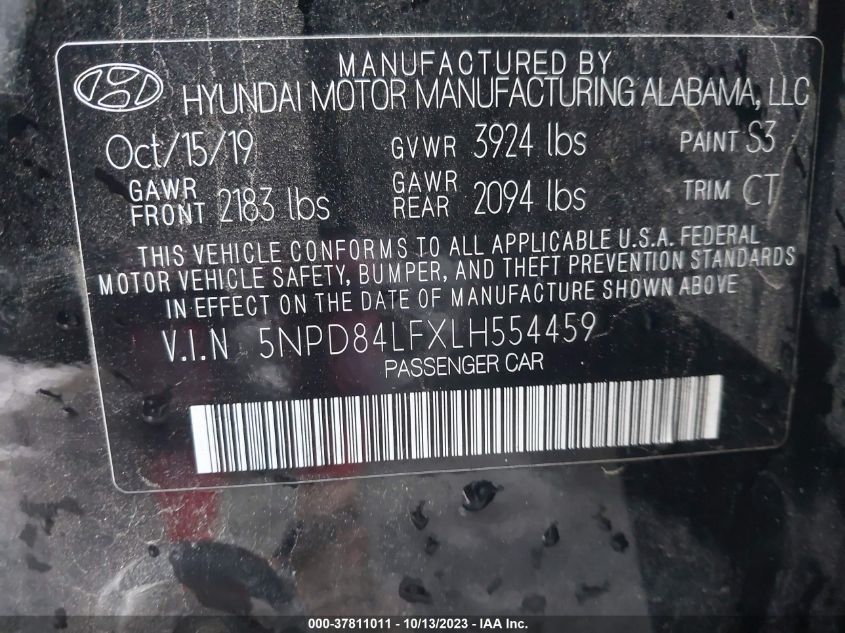 MANUFACTURED BY
HYUNDAI MOTOR MANUFACTURING ALABAMA, LLC
Oct/15/19 GVWR 3924 lbs PAINT S3
GAWR FRONT 2183 lbs GAWR REAR 2094 lbs TRIM CT
THIS VEHICLE CONFORMS TO ALL APPLICABLE U.S.A. FEDERAL
MOTOR VEHICLE SAFETY, BUMPER, AND THEFT PREVENTION STANDARDS
IN EFFECT ON THE DATE OF MANUFACTURE SHOWN ABOVE
V.I.N 5NPD84LFXLH554459
PASSENGER CAR
000-37811011 - 10/13/2023 - IAA Inc.